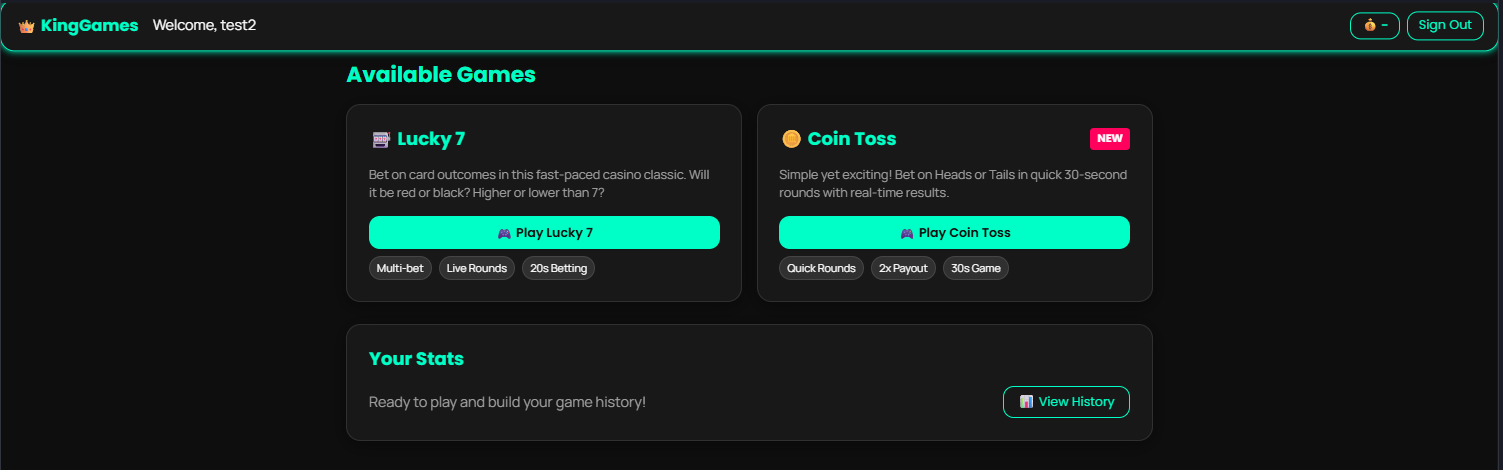 KingGames Welcome, test2
–
Sign Out
Available Games
Lucky 7
Bet on card outcomes in this fast-paced casino classic. Will
it be red or black? Higher or lower than 7?
Play Lucky 7
Multi-bet Live Rounds 20s Betting
Coin Toss NEW
Simple yet exciting! Bet on Heads or Tails in quick 30-second
rounds with real-time results.
Play Coin Toss
Quick Rounds 2x Payout 30s Game
Your Stats
Ready to play and build your game history!
View History